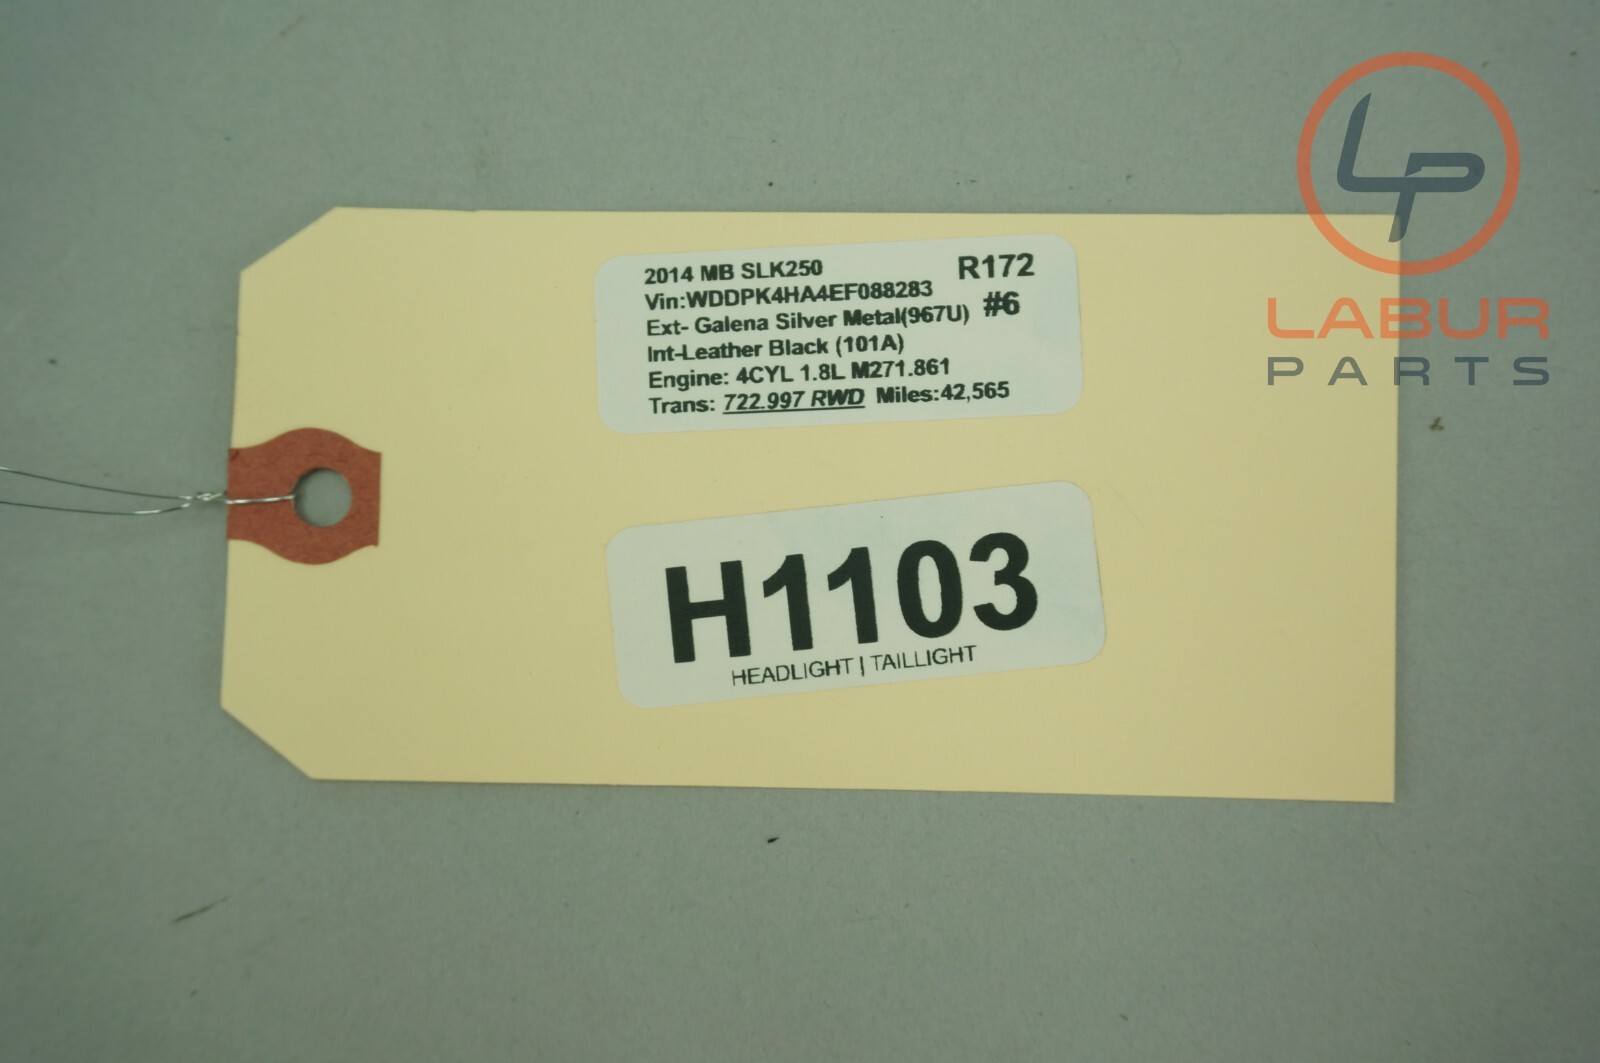 2014 MB SLK250 R172
Vin:WDDPK4HA4EF088283 #6
Ext- Galena Silver Metal(967U)
Int-Leather Black (101A)
Engine: 4CYL 1.8L M271.861
Trans: 722.997 RWD Miles:42,565
H1103
HEADLIGHT | TAILLIGHT
LP
LABUR
PARTS